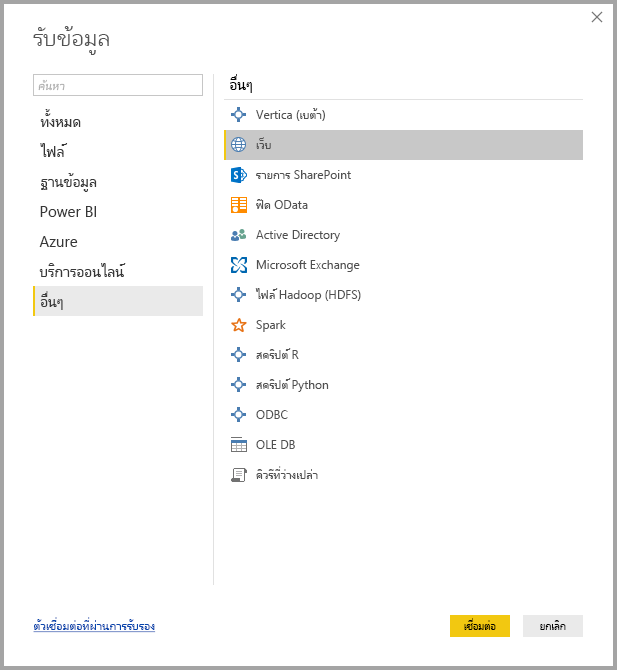 รับข้อมูล
ค้นหา
ทั้งหมด
ไฟล์
ฐานข้อมูล
Power BI
Azure
บริการออนไลน์
อื่นๆ
อื่นๆ
Vertica (เบต้า)
เว็บ
รายการ SharePoint
ฟีด OData
Active Directory
Microsoft Exchange
ไฟล์ Hadoop (HDFS)
Spark
สคริปต์ R
สคริปต์ Python
ODBC
OLE DB
คิวรีที่ว่างเปล่า
ตัวเชื่อมต่อที่ผ่านการรับรอง
เชื่อมต่อ
ยกเลิก